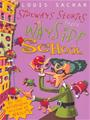 LOUIS SACHAR
SIDEWAYS STORIES
from
WAYSIDE
SCHOOL